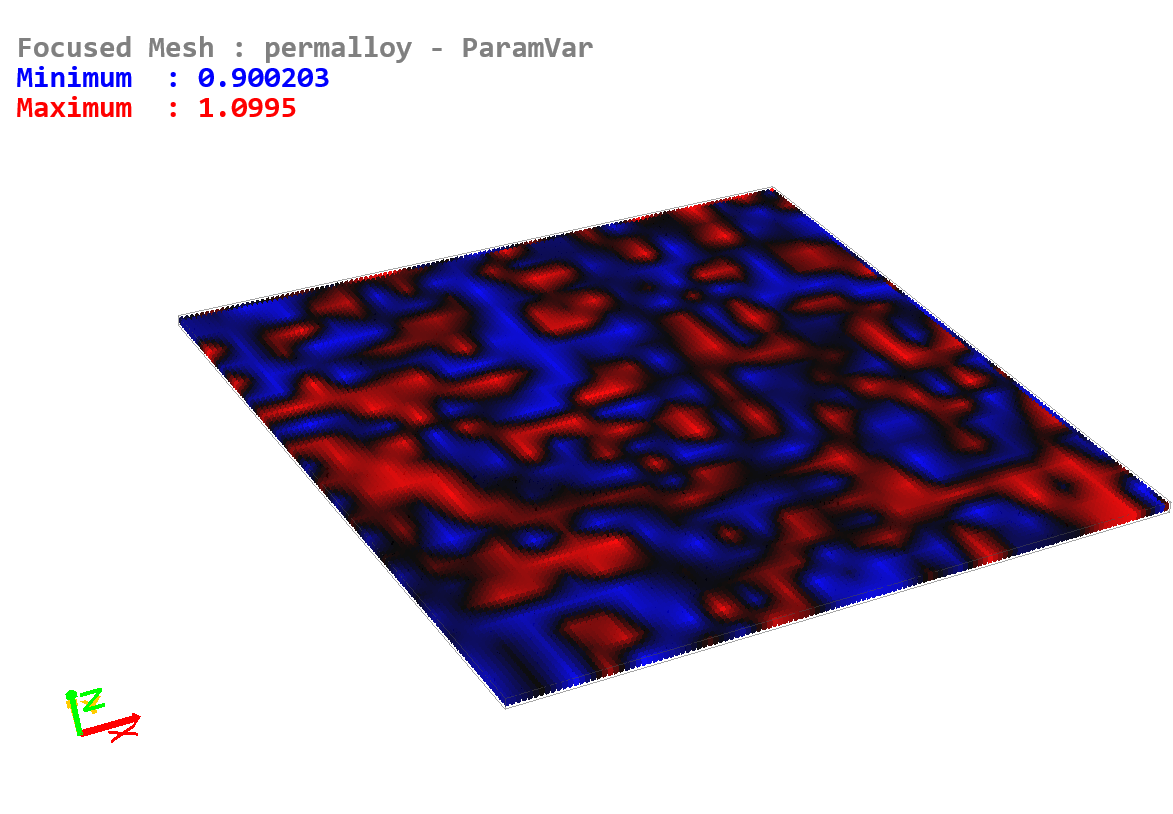 Focused Mesh : permalloy - ParamVar
Minimum  : 0.900203
Maximum  : 1.0995
Z
X